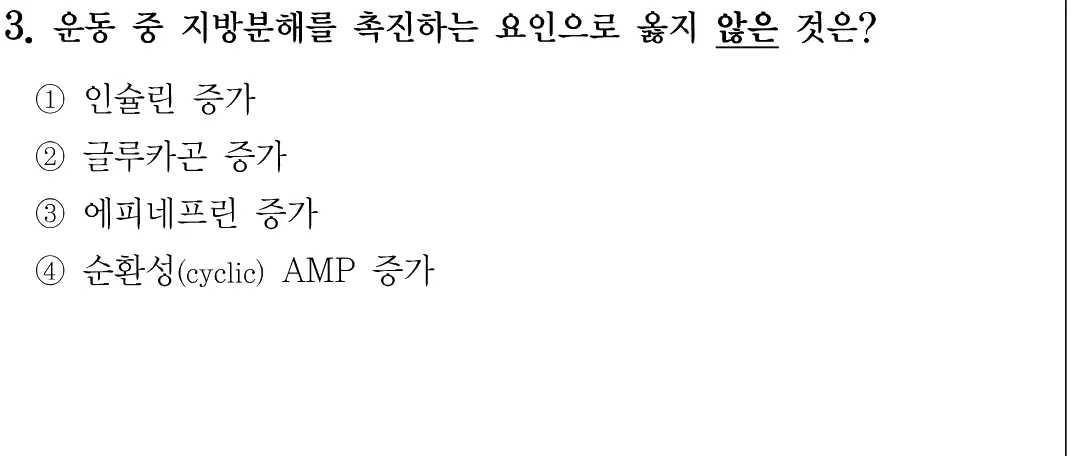 3. 운동 중 지방분해를 촉진하는 요인으로 옳지 않은 것은?
① 인슐린 증가
② 글루카곤 증가
③ 에피네프린 증가
④ 순환성(cyclic) AMP 증가